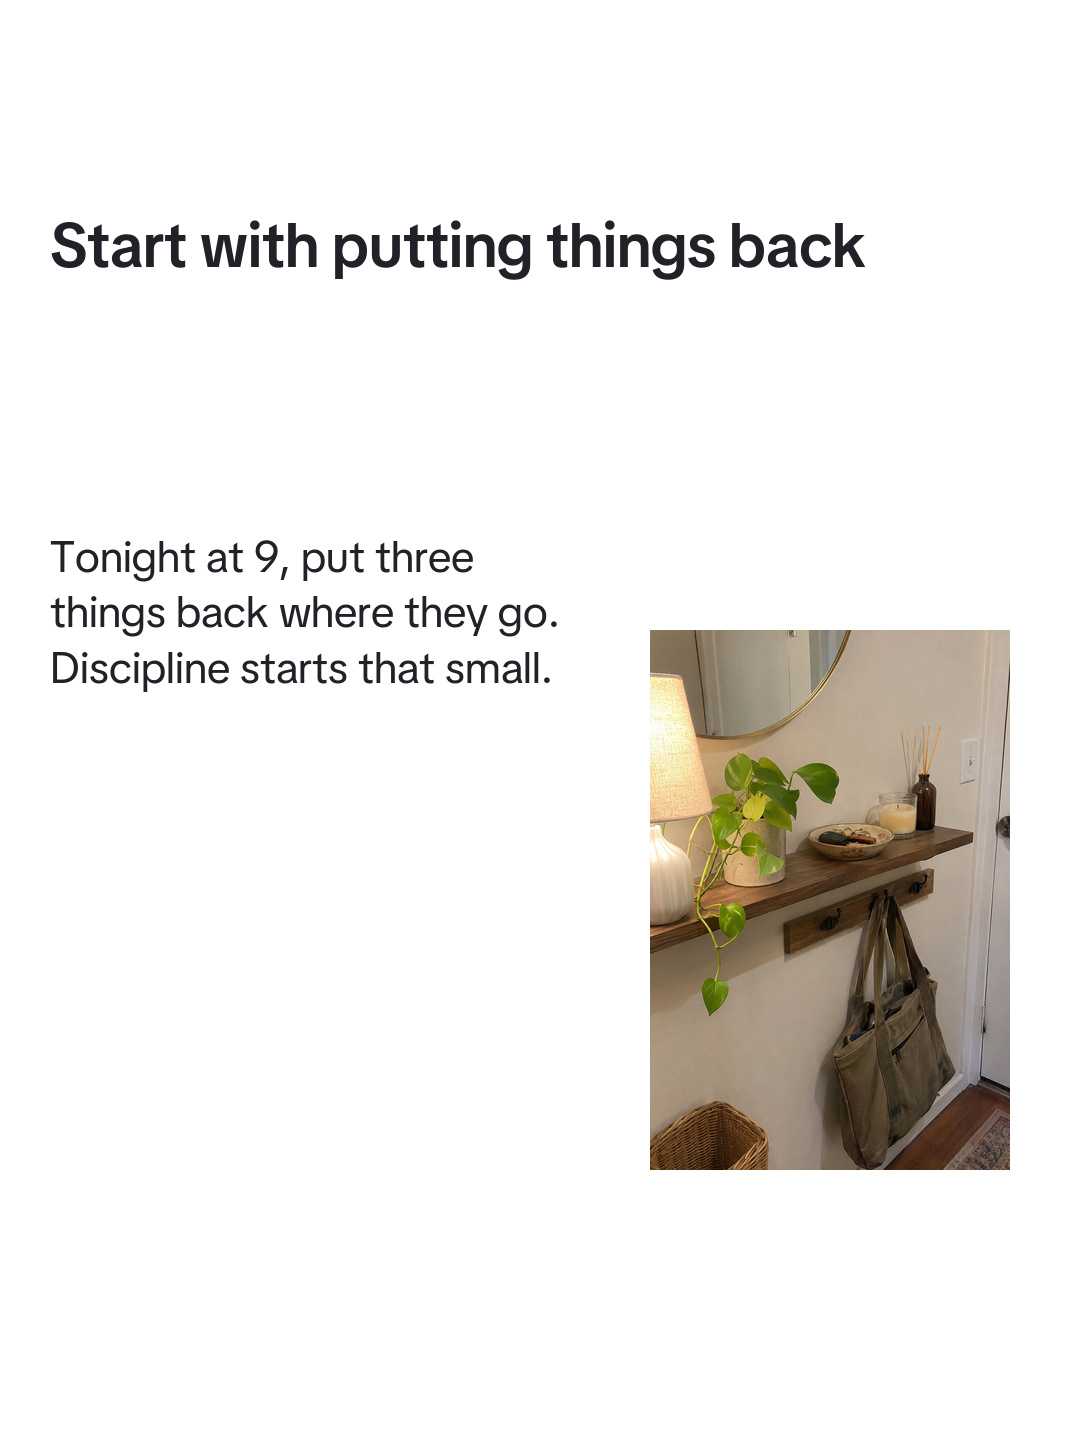 Start with putting things back
Tonight at 9, put three
things back where they go.
Discipline starts that small.